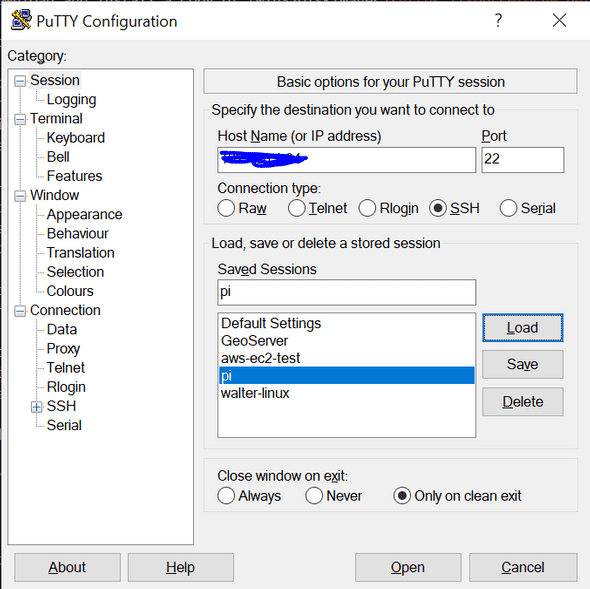 PuTTY Configuration
Category:
Session
Logging
Terminal
Keyboard
Bell
Features
Window
Appearance
Behaviour
Translation
Selection
Colours
Connection
Data
Proxy
Telnet
Rlogin
SSH
Serial
Basic options for your PuTTY session
Specify the destination you want to connect to
Host Name (or IP address) Port
22
Connection type:
Raw Telnet Rlogin SSH Serial
Load, save or delete a stored session
Saved Sessions
pi
Default Settings
GeoServer
aws-ec2-test
pi
walter-linux
Load
Save
Delete
Close window on exit:
Always Never Only on clean exit
About Help Open Cancel